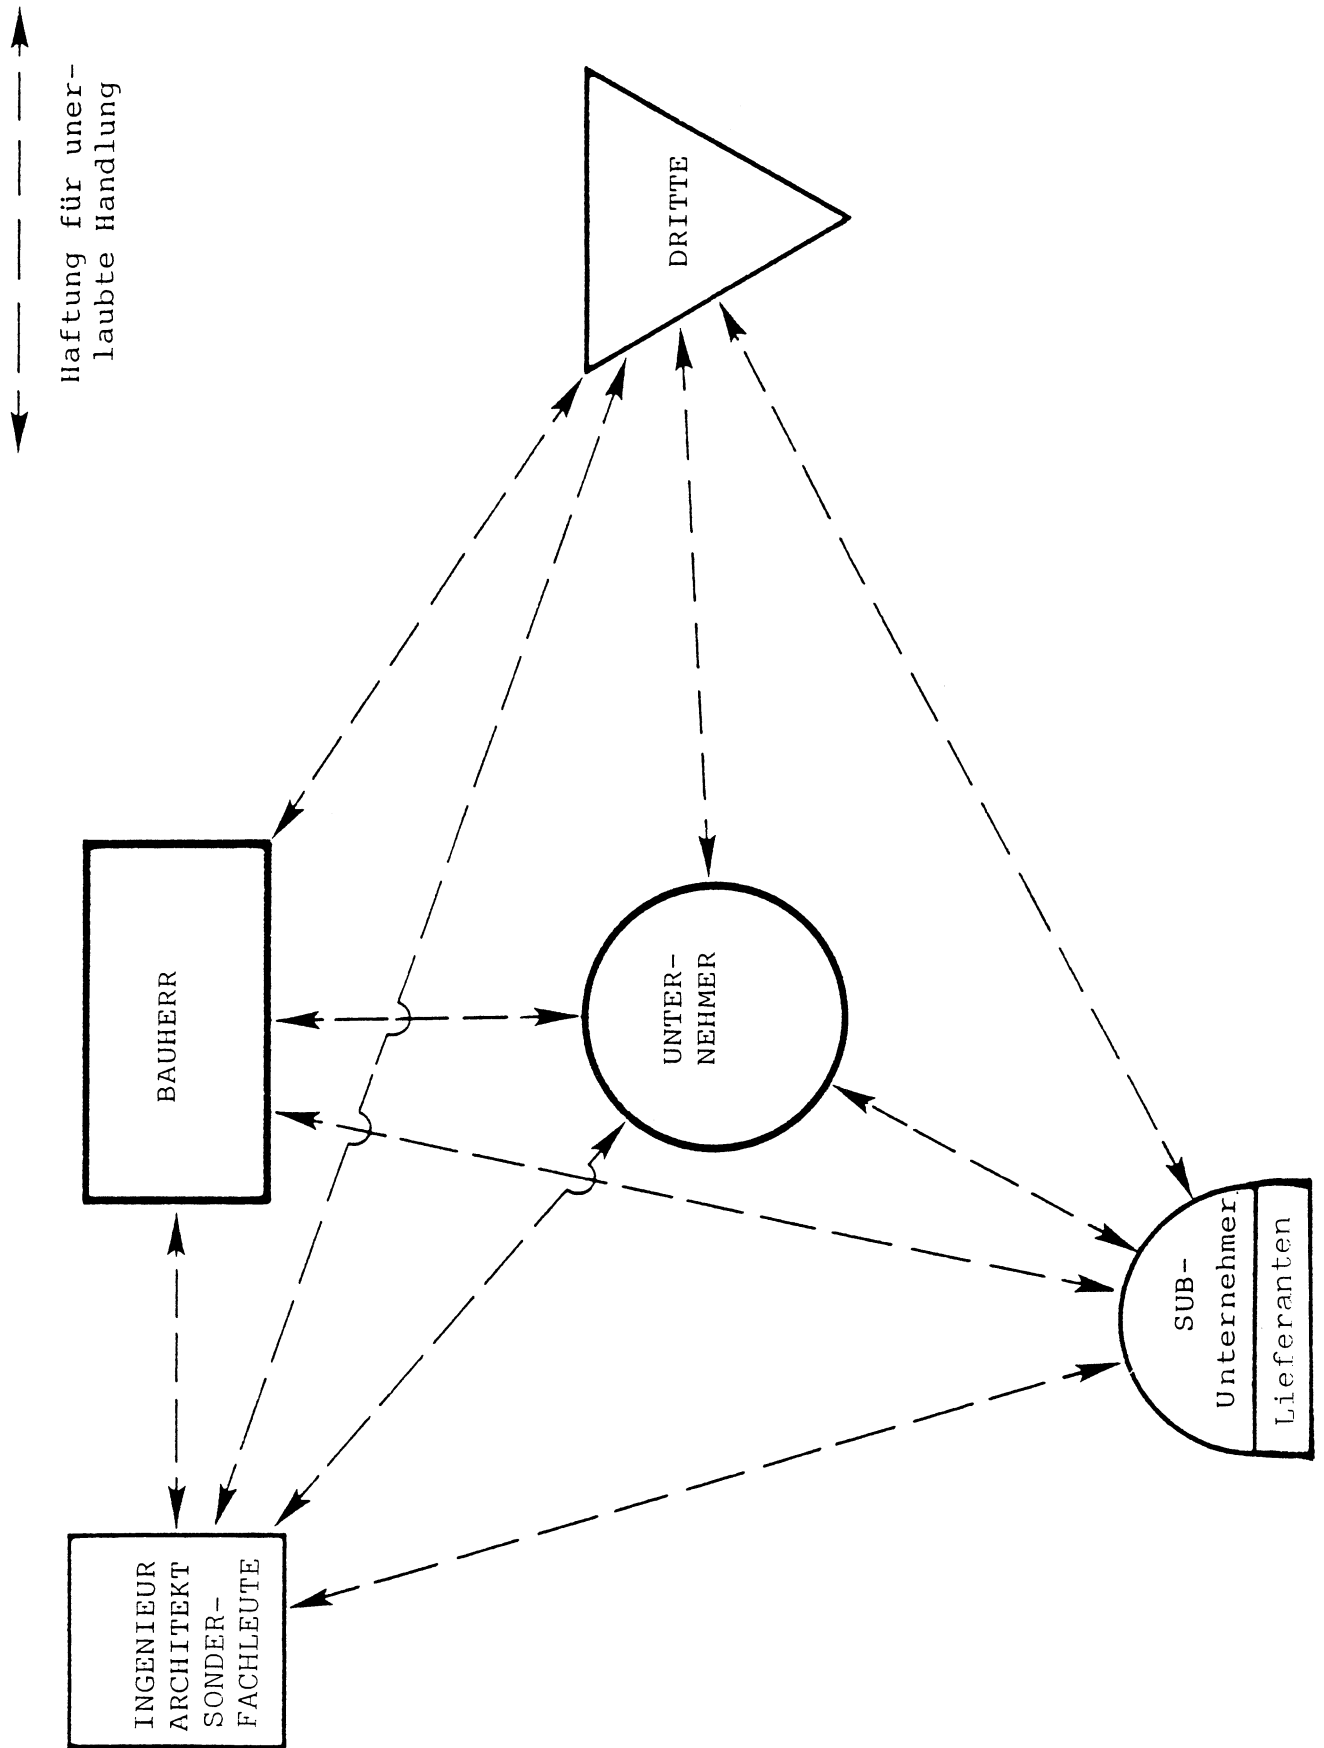 Haftung für uner-
laubte Handlung
INGENIEUR
ARCHITEKT
SONDER-
FACHLEUTE
BAUHERR
DRITTE
UNTER-
NEHMER
SUB-
Unternehmer
Lieferanten